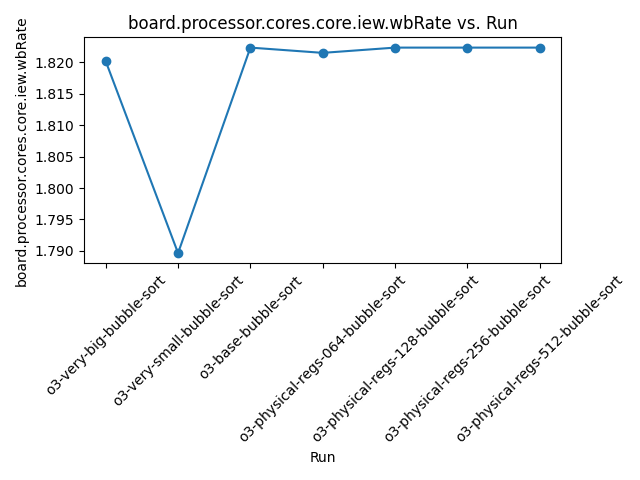 board.processor.cores.core.iew.wbRate vs. Run
board.processor.cores.core.iew.wbRate
1.820
1.815
1.810
1.805
1.800
1.795
1.790
o3-very-big-bubble-sort
o3-very-small-bubble-sort
o3-base-bubble-sort
o3-physical-regs-064-bubble-sort
o3-physical-regs-128-bubble-sort
o3-physical-regs-256-bubble-sort
o3-physical-regs-512-bubble-sort
Run